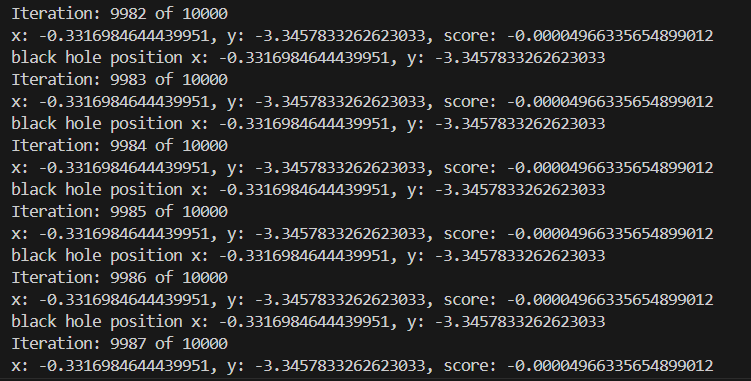 Iteration: 9982 of 10000
x: -0.3316984644439951, y: -3.3457833262623033, score: -0.00004966335654899012
black hole position x: -0.3316984644439951, y: -3.3457833262623033
Iteration: 9983 of 10000
x: -0.3316984644439951, y: -3.3457833262623033, score: -0.00004966335654899012
black hole position x: -0.3316984644439951, y: -3.3457833262623033
Iteration: 9984 of 10000
x: -0.3316984644439951, y: -3.3457833262623033, score: -0.00004966335654899012
black hole position x: -0.3316984644439951, y: -3.3457833262623033
Iteration: 9985 of 10000
x: -0.3316984644439951, y: -3.3457833262623033, score: -0.00004966335654899012
black hole position x: -0.3316984644439951, y: -3.3457833262623033
Iteration: 9986 of 10000
x: -0.3316984644439951, y: -3.3457833262623033, score: -0.00004966335654899012
black hole position x: -0.3316984644439951, y: -3.3457833262623033
Iteration: 9987 of 10000
x: -0.3316984644439951, y: -3.3457833262623033, score: -0.00004966335654899012